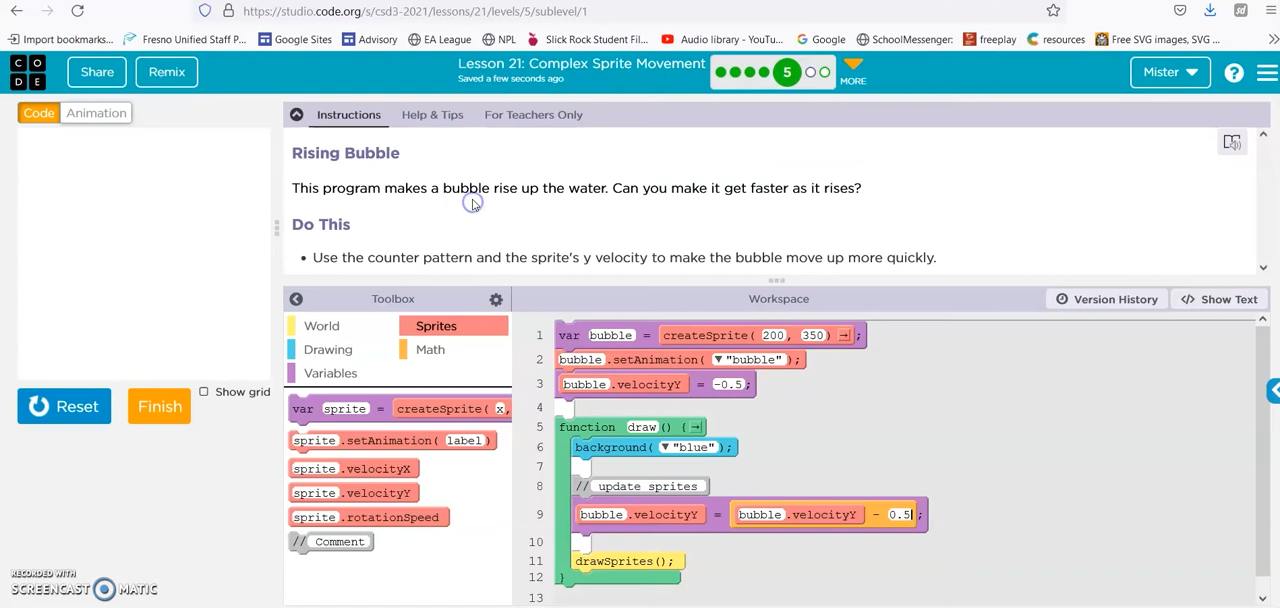 https://studio.code.org/s/csd3-2021/lessons/21/levels/5/sublevel/1
Import bookmarks... Fresno Unified Staff P... Google Sites Advisory EA League NPL Slick Rock Student Fil... Audio library - YouTu... Google SchoolMessenger: freeplay resources Free SVG images, SVG ...
C O D E Share Remix Lesson 21: Complex Sprite Movement 5 MORE Mister ?
Saved a few seconds ago
Code Animation
Instructions Help & Tips For Teachers Only
Rising Bubble
This program makes a bubble rise up the water. Can you make it get faster as it rises?
Do This
• Use the counter pattern and the sprite's y velocity to make the bubble move up more quickly.
Toolbox Workspace Version History </> Show Text
World Sprites
Drawing Math
Variables
var sprite = createSprite( x,
sprite.setAnimation( label)
sprite.velocityX
sprite.velocityY
sprite.rotationSpeed
// Comment
Reset Finish Show grid
1 var bubble = createSprite( 200, 350);
2 bubble.setAnimation( "bubble");
3 bubble.velocityY = -0.5;
4
5 function draw() {
6 background( "blue");
7
8 // update sprites
9 bubble.velocityY = bubble.velocityY - 0.5;
10
11 drawSprites();
12 }
13
RECORDED WITH
SCREENCAST MATIC